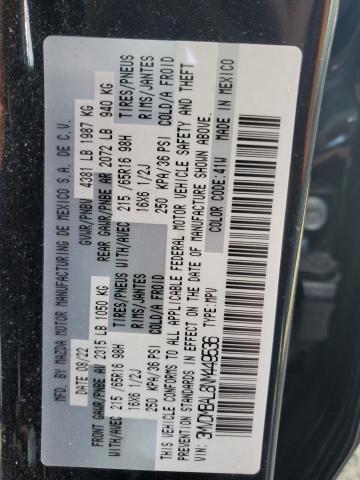 MFD. BY MAZDA MOTOR MANUFACTURING DE MEXICO S.A. DE C.V.
DATE: 08/22 GVWR/PNBV 4381 LB 1987 KG
FRONT GAWR/PNBE AV 2315 LB 1050 KG REAR GAWR/PNBE AR 2072 LB 940 KG
WITH/AVEC 215 /65R16 98H TIRES/PNEUS WITH/AVEC 215 /65R16 98H TIRES/PNEUS
16X6 1/2J RIMS/JANTES 16X6 1/2J RIMS/JANTES
250 KPA/36 PSI COLD/A FROID 250 KPA/36 PSI COLD/A FROID
THIS VEHICLE CONFORMS TO ALL APPLICABLE FEDERAL MOTOR VEHICLE SAFETY AND THEFT
PREVENTION STANDARDS IN EFFECT ON THE DATE OF MANUFACTURE SHOWN ABOVE.
VIN: TYPE: MPV COLOR CODE: 41W MADE IN MEXICO